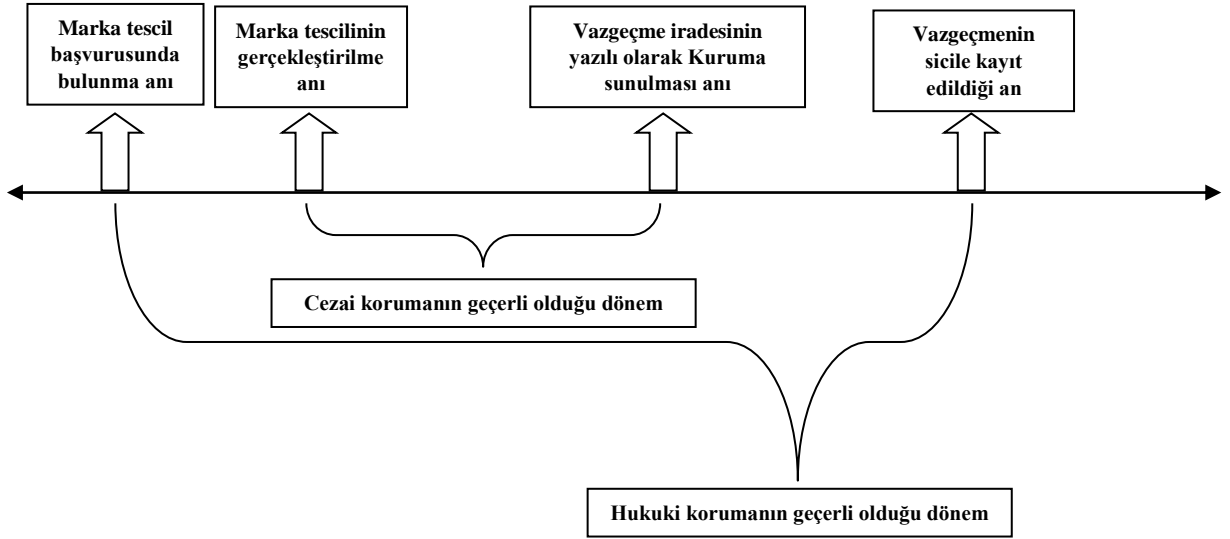 Marka tescil
başvurusunda
bulunma anı
Marka tescilinin
gerçekleştirilme
anı
Vazgeçme iradesinin
yazılı olarak Kuruma
sunulması anı
Vazgeçmenin
sicile kayıt
edildiği an
Cezai korumanın geçerli olduğu dönem
Hukuki korumanın geçerli olduğu dönem